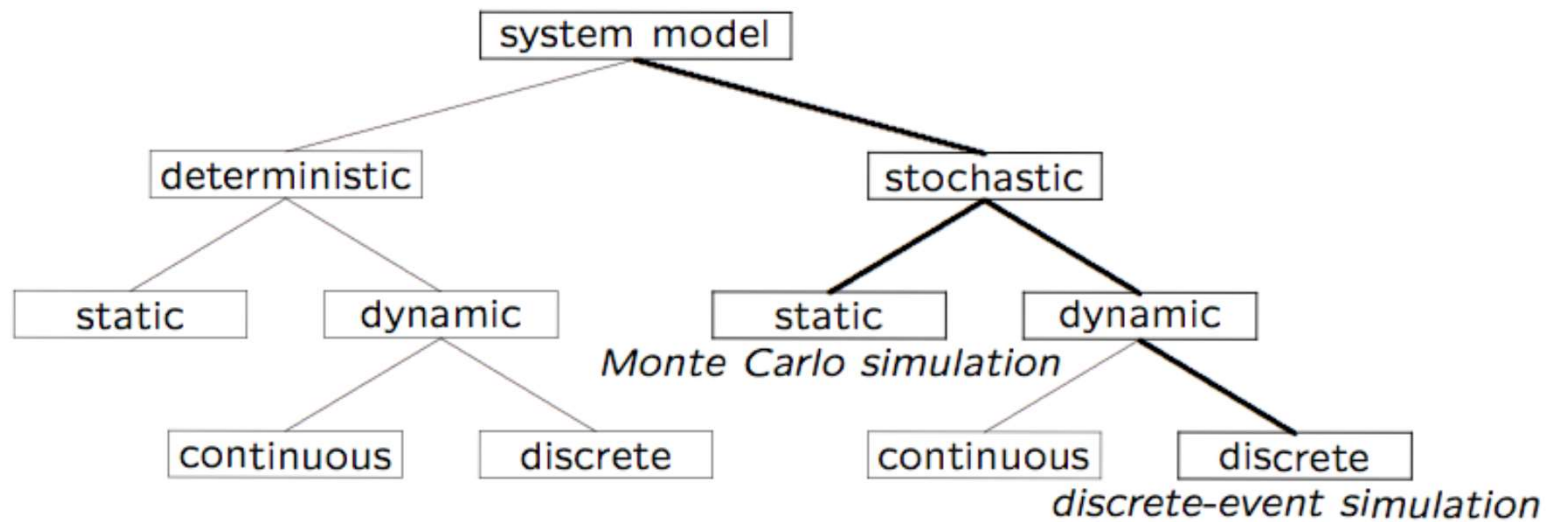 system model
deterministic
stochastic
static
dynamic
static
dynamic
Monte Carlo simulation
continuous
discrete
continuous
discrete
discrete-event simulation